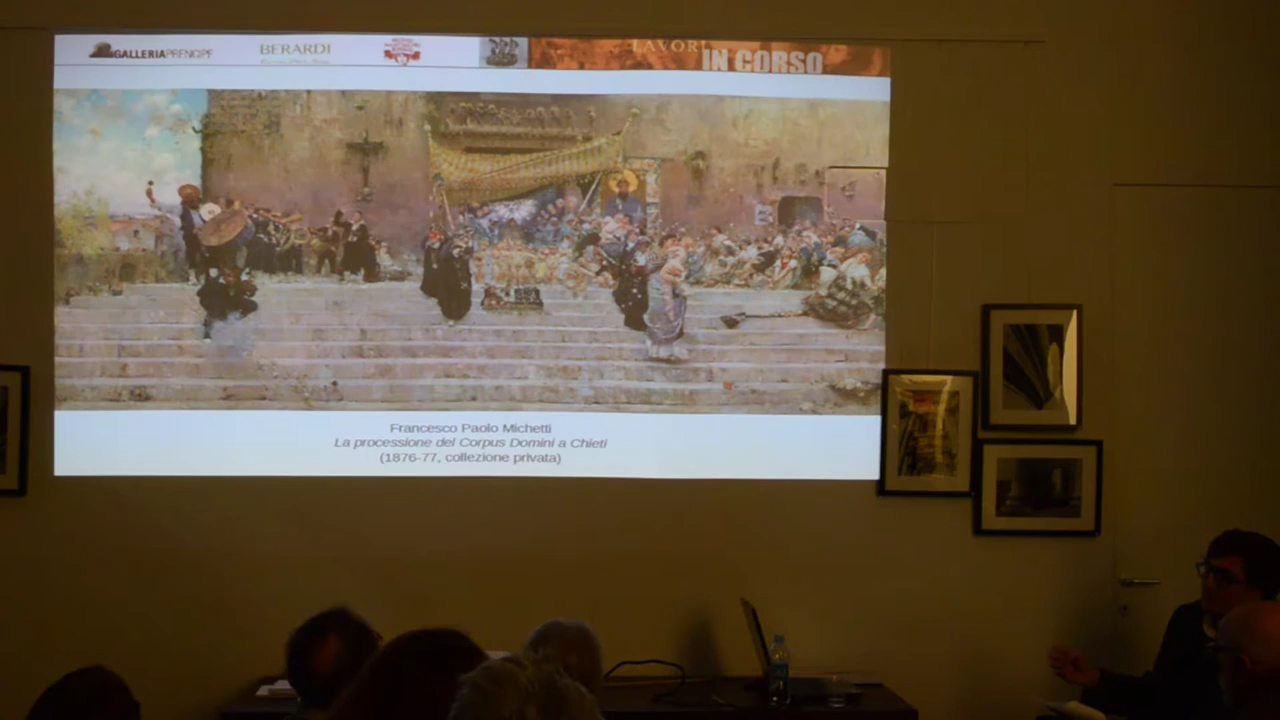 GALLERIAPRENCIPE
BERARDI
LAVORI
IN CORSO
Francesco Paolo Michetti
La processione del Corpus Domini a Chieti
(1876-77, collezione privata)